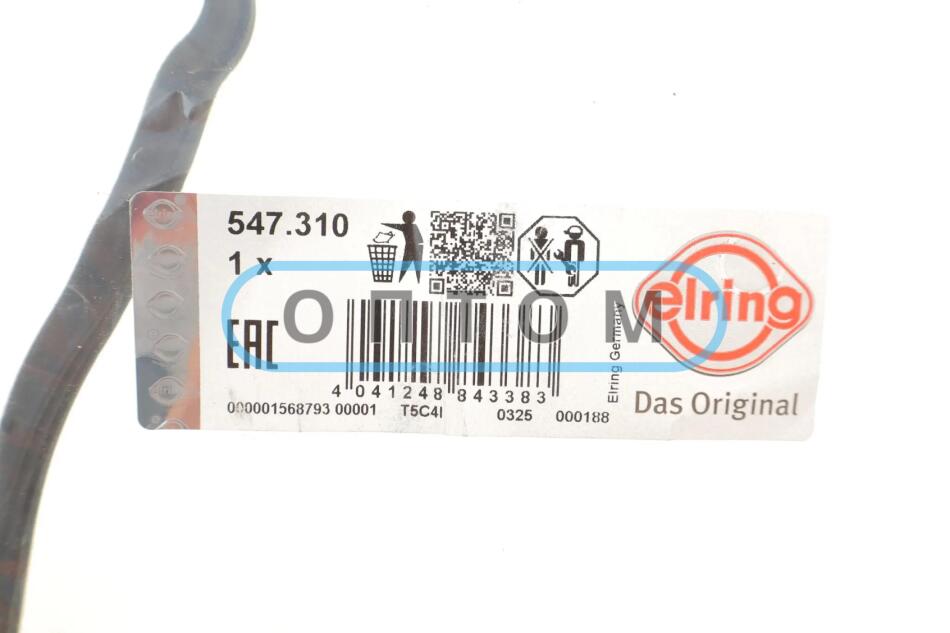 547.310
1 x
elring
ОПТОМ
EAC
Elring Germany
4 041248 843383
Das Original
000001568793 00001 T5C4I 0325 000188